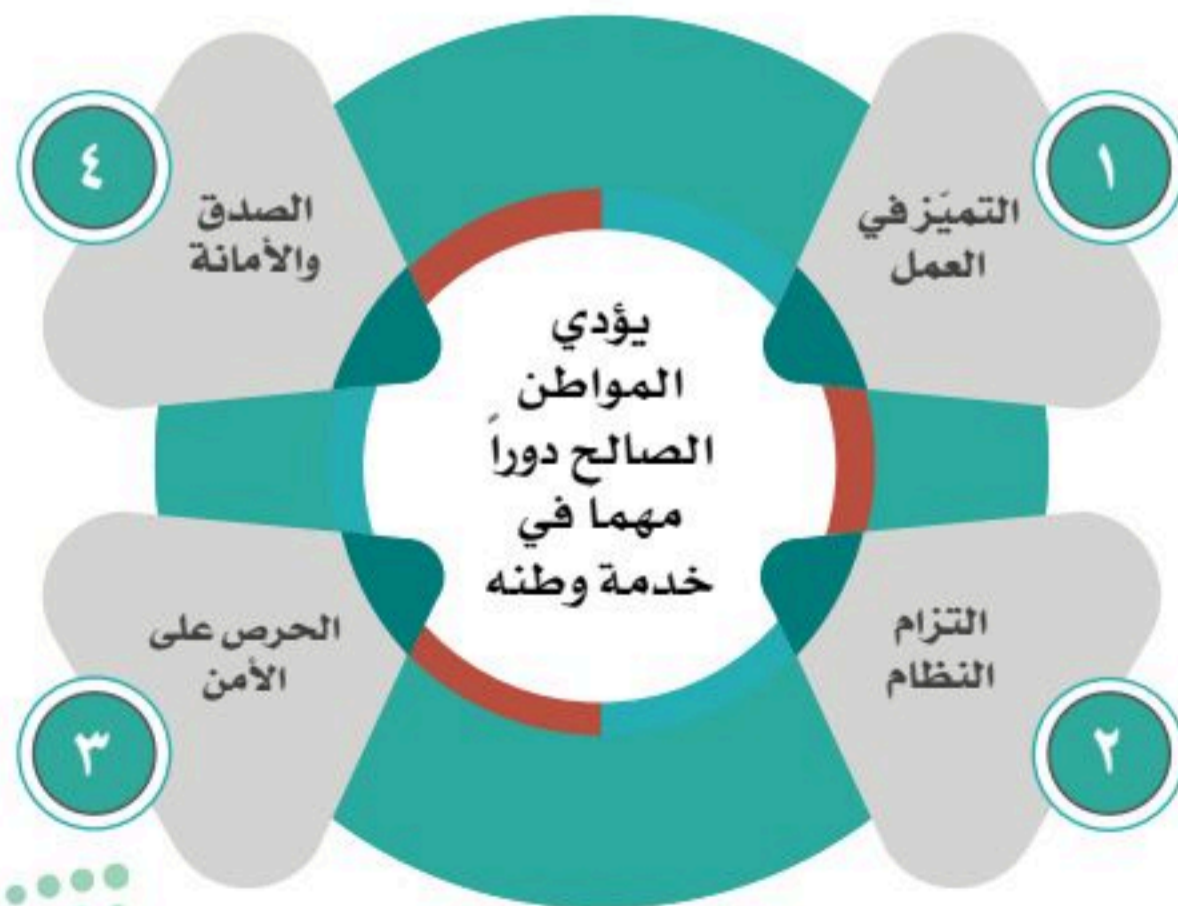 يؤدي
المواطن
الصالح دوراً
مهما في
خدمة وطنه
١
التميّز في
العمل
٢
التزام
النظام
٣
الحرص على
الأمن
٤
الصدق
والأمانة